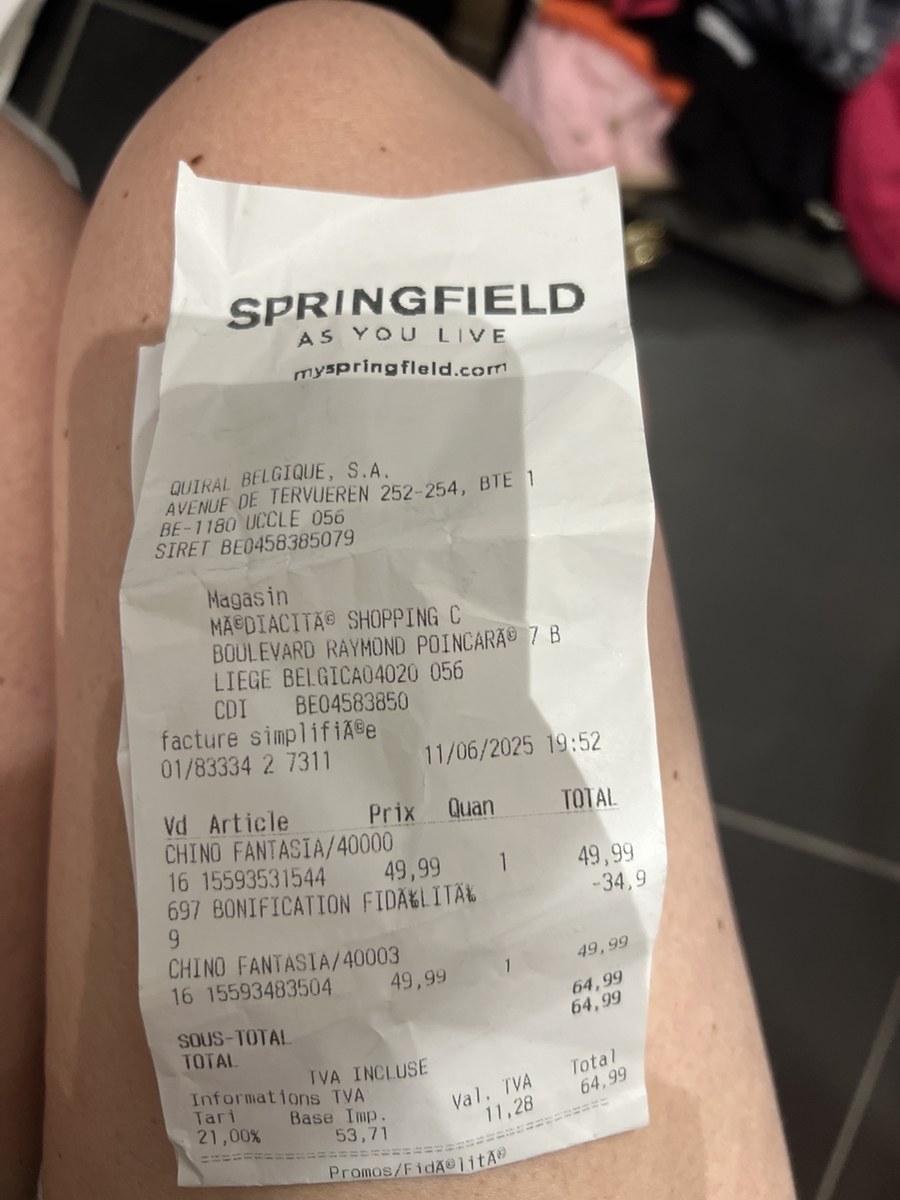 SPRINGFIELD
AS YOU LIVE
myspringfield.com
QUIRAL BELGIQUE, S.A.
AVENUE DE TERVUEREN 252-254, BTE 1
BE-1180 UCCLE 056
SIRET BE0458385079
Magasin
MÃ©DIACITÃ© SHOPPING C
BOULEVARD RAYMOND POINCARÃ© 7 B
LIEGE BELGICA04020 056
CDI BE04583850
facture simplifiÃ©e
01/83334 2 7311 11/06/2025 19:52
Vd Article Prix Quan TOTAL
CHINO FANTASIA/40000
16 15593531544 49,99 1 49,99
697 BONIFICATION FIDÃ‰LITÃ‰ -34,9
9
CHINO FANTASIA/40003
16 15593483504 49,99 1 49,99
SOUS-TOTAL 64,99
TOTAL 64,99
TVA INCLUSE
Informations TVA
Tari Base Imp. Val. TVA Total
21,00% 53,71 11,28 64,99
Promos/FidÃ©litÃ©